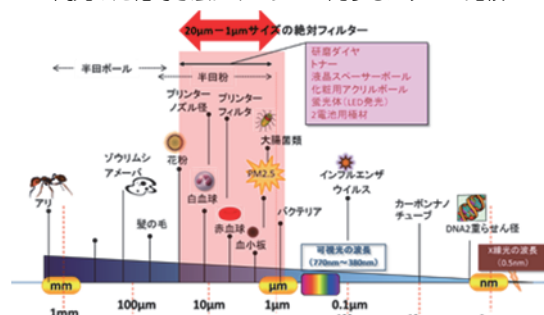 20μm－1μmサイズの絶対フィルター
半田ボール
半田粉
研磨ダイヤ
トナー
液晶スペーサーボール
化粧用アクリルボール
蛍光体(LED発光)
2電池用極材
プリンター
ノズル径
プリンター
フィルタ
大腸菌類
ゾウリムシ
アメーバ
花粉
PM2.5
インフルエンザ
ウイルス
アリ
髪の毛
白血球
赤血球
血小板
バクテリア
カーボンナノ
チューブ
DNA2重らせん径
可視光の波長
(770nm～380nm)
X線光の波長
(0.5nm)
mm
μm
nm
1mm
100μm
10μm
1μm
0.1μm